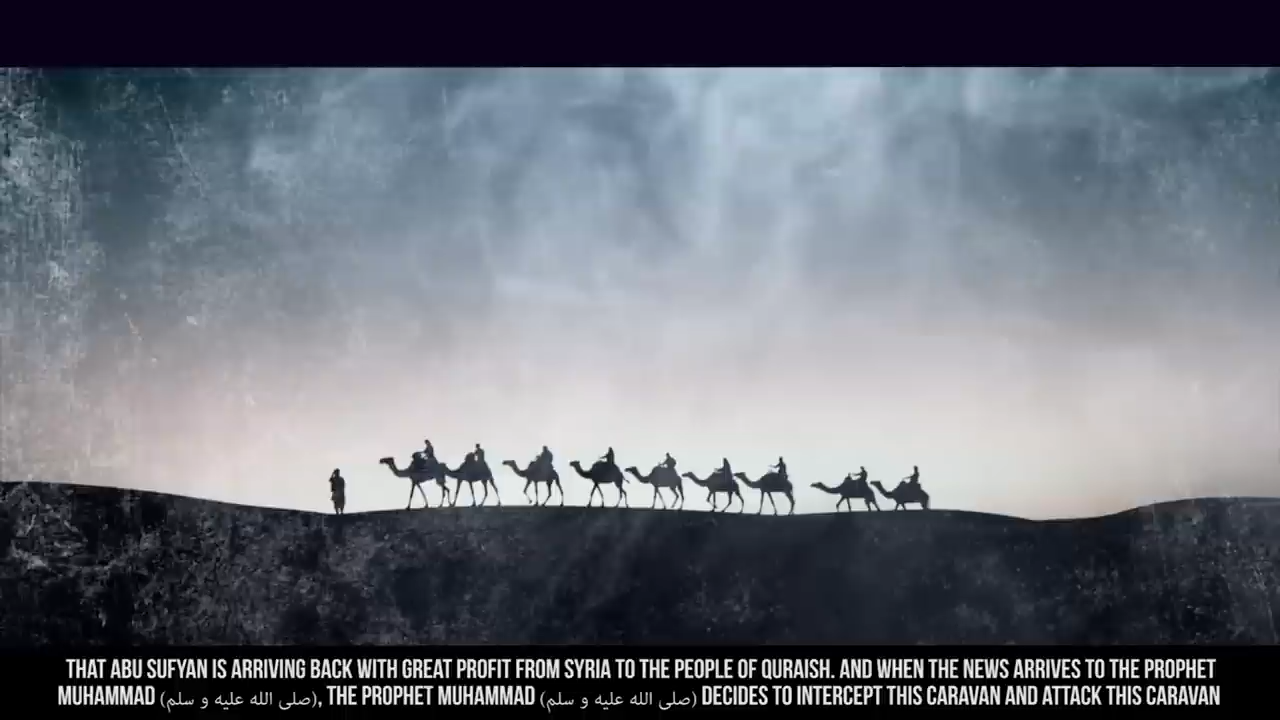 THAT ABU SUFYAN IS ARRIVING BACK WITH GREAT PROFIT FROM SYRIA TO THE PEOPLE OF QURAISH. AND WHEN THE NEWS ARRIVES TO THE PROPHET
MUHAMMAD (صلى الله عليه و سلم), THE PROPHET MUHAMMAD (صلى الله عليه و سلم) DECIDES TO INTERCEPT THIS CARAVAN AND ATTACK THIS CARAVAN